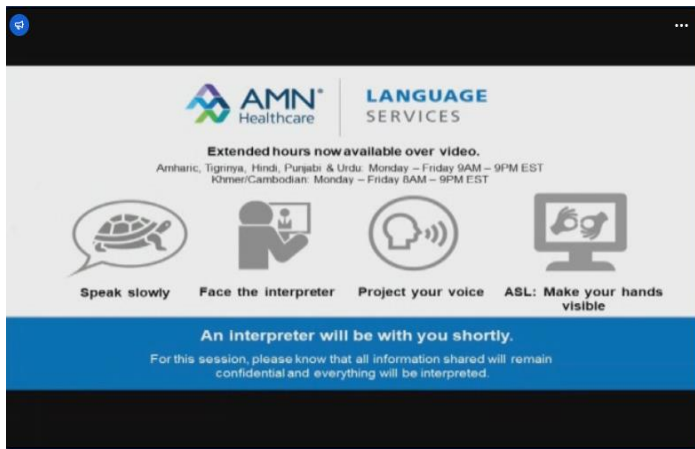 AMN®
Healthcare
LANGUAGE
SERVICES
Extended hours now available over video.
Amharic, Tigrinya, Hindi, Punjabi & Urdu: Monday – Friday 9AM – 9PM EST
Khmer/Cambodian: Monday – Friday 8AM – 9PM EST
Speak slowly
Face the interpreter
Project your voice
ASL: Make your hands
visible
An interpreter will be with you shortly.
For this session, please know that all information shared will remain
confidential and everything will be interpreted.